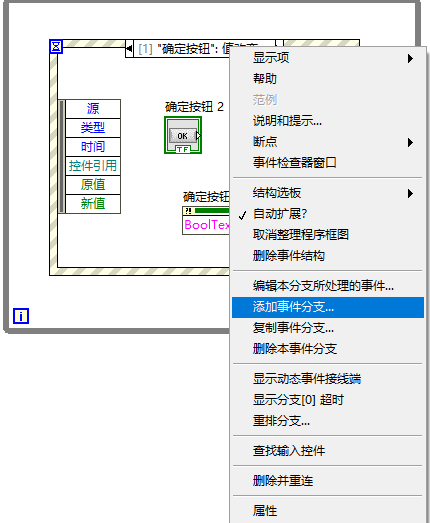 [1] "确定按钮": 值改变
源
类型
时间
控件引用
原值
新值
确定按钮 2
OK
TF
确定按钮
?!
BoolTex
i
显示项
帮助
范例
说明和提示...
断点
事件检查器窗口
结构选板
自动扩展?
取消整理程序框图
删除事件结构
编辑本分支所处理的事件...
添加事件分支...
复制事件分支...
删除本事件分支
显示动态事件接线端
显示分支[0] 超时
重排分支...
查找输入控件
删除并重连
属性